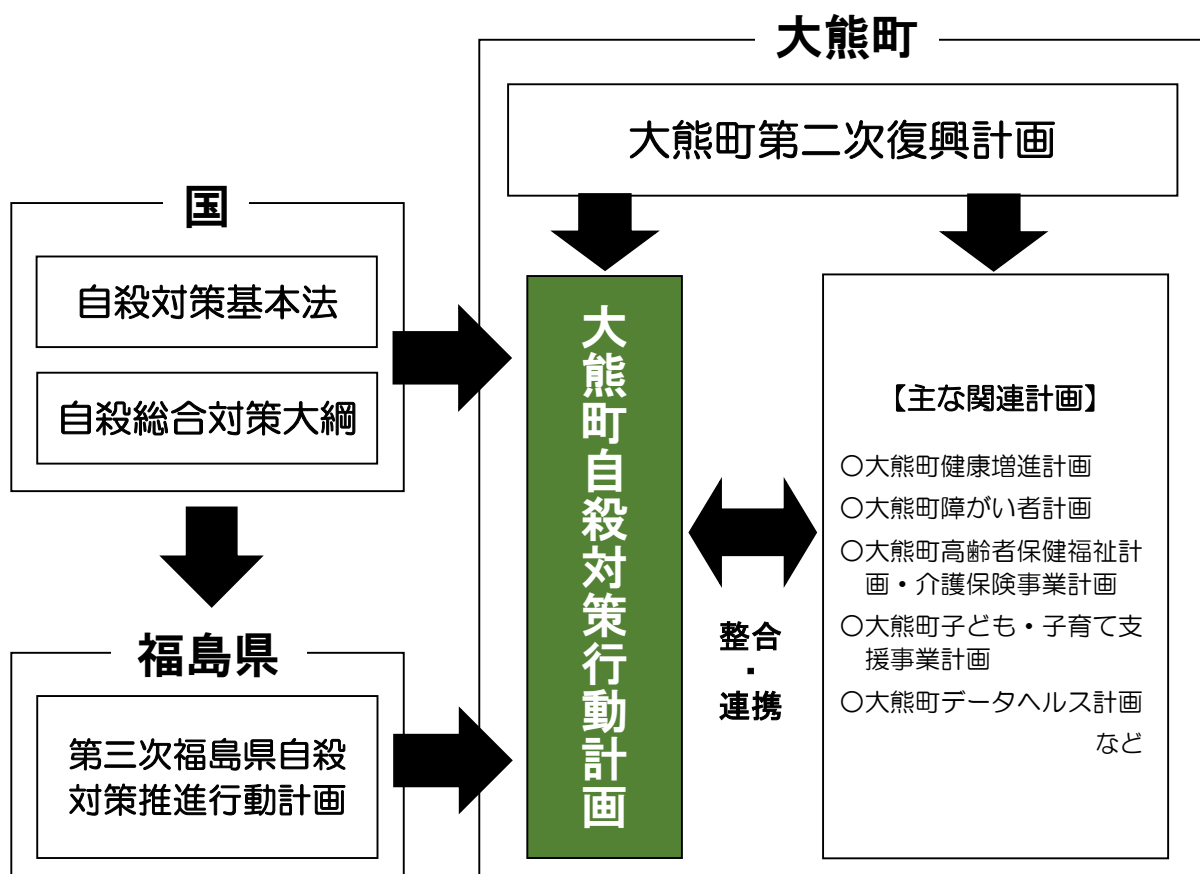 大熊町
大熊町第二次復興計画
国
自殺対策基本法
自殺総合対策大綱
福島県
第三次福島県自殺
対策推進行動計画
大熊町自殺対策行動計画
整合
・
連携
【主な関連計画】
〇大熊町健康増進計画
〇大熊町障がい者計画
〇大熊町高齢者保健福祉計
画・介護保険事業計画
〇大熊町子ども・子育て支
援事業計画
〇大熊町データヘルス計画
など